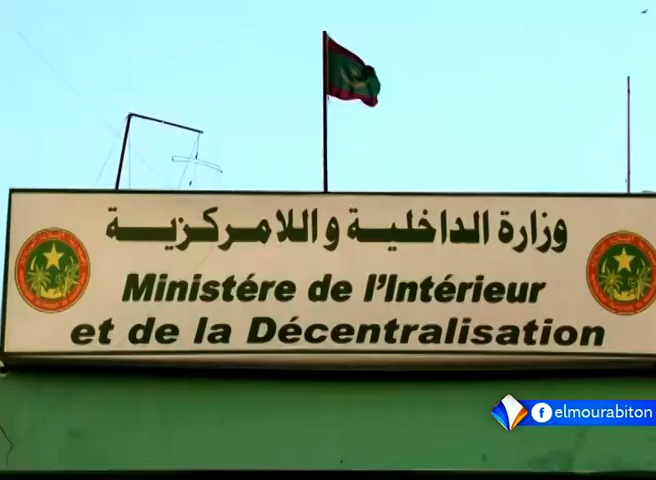 وزارة الداخلية واللامركزية
Ministére de l'Intérieur
et de la Décentralisation
elmourabiton